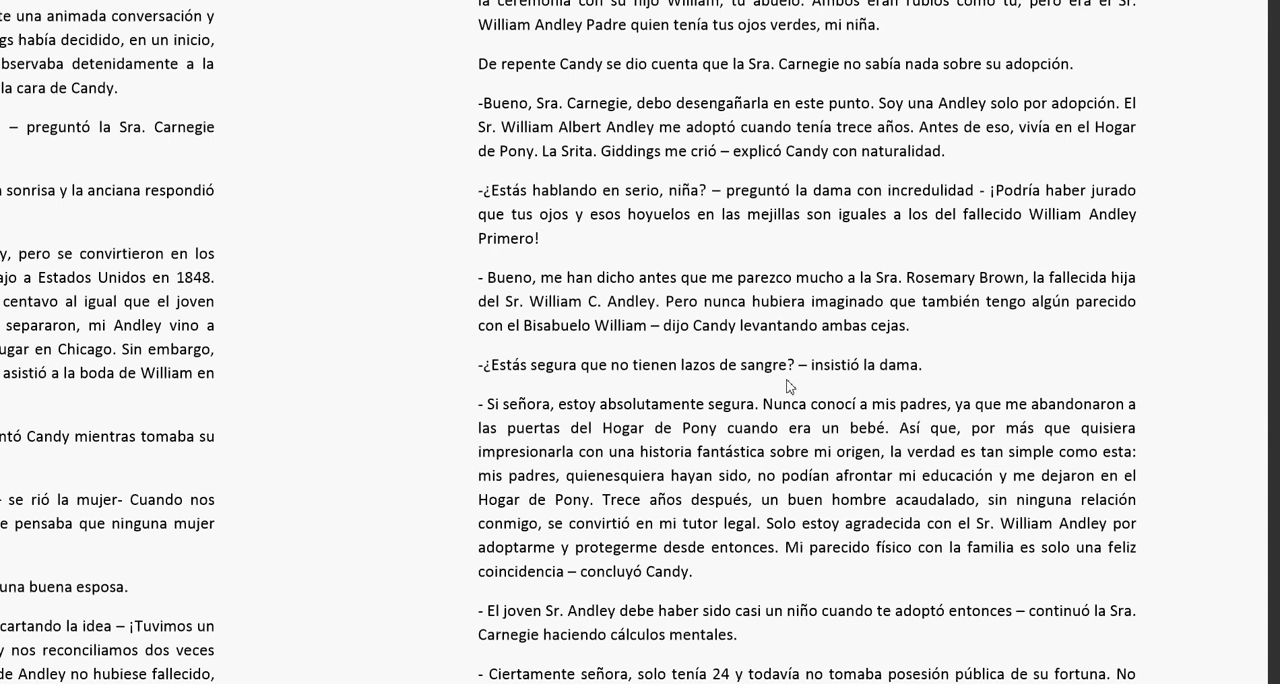 te una animada conversación y
gs había decidido, en un inicio,
bservaba detenidamente a la
la cara de Candy.
– preguntó la Sra. Carnegie
sonrisa y la anciana respondió
y, pero se convirtieron en los
ajo a Estados Unidos en 1848.
centavo al igual que el joven
separaron, mi Andley vino a
ugar en Chicago. Sin embargo,
asistió a la boda de William en
ntó Candy mientras tomaba su
- se rió la mujer- Cuando nos
e pensaba que ninguna mujer
una buena esposa.
cartando la idea – ¡Tuvimos un
y nos reconciliamos dos veces
de Andley no hubiese fallecido,
la ceremonia con su hijo William, tu abuelo. Ambos eran rubios como tú, pero era el Sr.
William Andley Padre quien tenía tus ojos verdes, mi niña.
De repente Candy se dio cuenta que la Sra. Carnegie no sabía nada sobre su adopción.
-Bueno, Sra. Carnegie, debo desengañarla en este punto. Soy una Andley solo por adopción. El
Sr. William Albert Andley me adoptó cuando tenía trece años. Antes de eso, vivía en el Hogar
de Pony. La Srita. Giddings me crió – explicó Candy con naturalidad.
-¿Estás hablando en serio, niña? – preguntó la dama con incredulidad - ¡Podría haber jurado
que tus ojos y esos hoyuelos en las mejillas son iguales a los del fallecido William Andley
Primero!
- Bueno, me han dicho antes que me parezco mucho a la Sra. Rosemary Brown, la fallecida hija
del Sr. William C. Andley. Pero nunca hubiera imaginado que también tengo algún parecido
con el Bisabuelo William – dijo Candy levantando ambas cejas.
-¿Estás segura que no tienen lazos de sangre? – insistió la dama.
- Si señora, estoy absolutamente segura. Nunca conocí a mis padres, ya que me abandonaron a
las puertas del Hogar de Pony cuando era un bebé. Así que, por más que quisiera
impresionarla con una historia fantástica sobre mi origen, la verdad es tan simple como esta:
mis padres, quienesquiera hayan sido, no podían afrontar mi educación y me dejaron en el
Hogar de Pony. Trece años después, un buen hombre acaudalado, sin ninguna relación
conmigo, se convirtió en mi tutor legal. Solo estoy agradecida con el Sr. William Andley por
adoptarme y protegerme desde entonces. Mi parecido físico con la familia es solo una feliz
coincidencia – concluyó Candy.
- El joven Sr. Andley debe haber sido casi un niño cuando te adoptó entonces – continuó la Sra.
Carnegie haciendo cálculos mentales.
- Ciertamente señora, solo tenía 24 y todavía no tomaba posesión pública de su fortuna. No